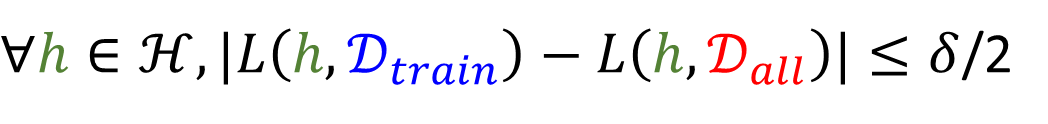 ∀h ∈ ℋ, |L(h, 𝒟_train) − L(h, 𝒟_all)| ≤ δ/2